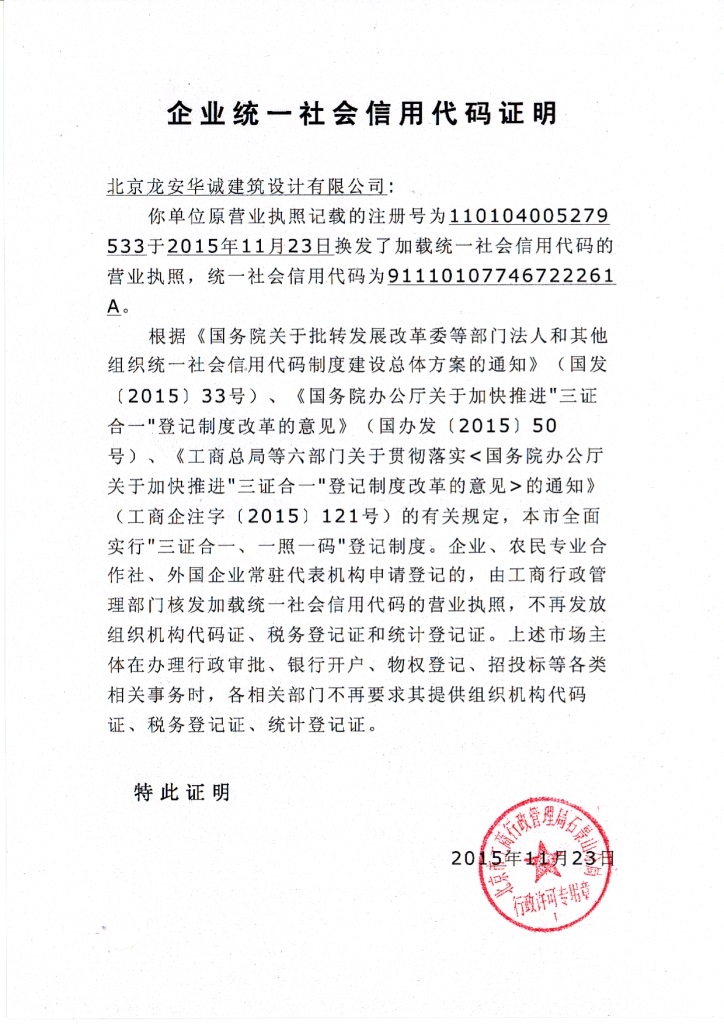 企业统一社会信用代码证明
北京龙安华诚建筑设计有限公司:
你单位原营业执照记载的注册号为110104005279
533于2015年11月23日换发了加载统一社会信用代码的
营业执照，统一社会信用代码为91110107746722261
A。
根据《国务院关于批转发展改革委等部门法人和其他
组织统一社会信用代码制度建设总体方案的通知》（国发
〔2015〕33号）、《国务院办公厅关于加快推进"三证
合一"登记制度改革的意见》（国办发〔2015〕50
号）、《工商总局等六部门关于贯彻落实<国务院办公厅
关于加快推进"三证合一"登记制度改革的意见>的通知》
（工商企注字〔2015〕121号）的有关规定，本市全面
实行"三证合一、一照一码"登记制度。企业、农民专业合
作社、外国企业常驻代表机构申请登记的，由工商行政管
理部门核发加载统一社会信用代码的营业执照，不再发放
组织机构代码证、税务登记证和统计登记证。上述市场主
体在办理行政审批、银行开户、物权登记、招投标等各类
相关事务时，各相关部门不再要求其提供组织机构代码
证、税务登记证、统计登记证。
特此证明
2015年11月23日
北京市工商行政管理局石景山分局
行政许可专用章
1